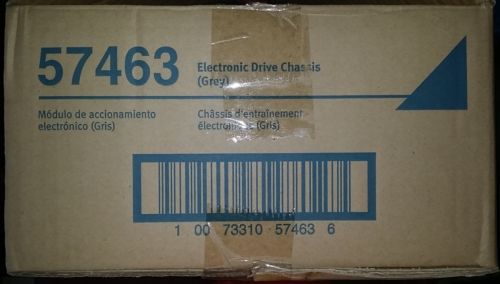 57463
Electronic Drive Chassis
(Grey)
Módulo de accionamiento
electrónico (Gris)
Châssis d'entraînement
électronique (Gris)
1 00 73310 57463 6